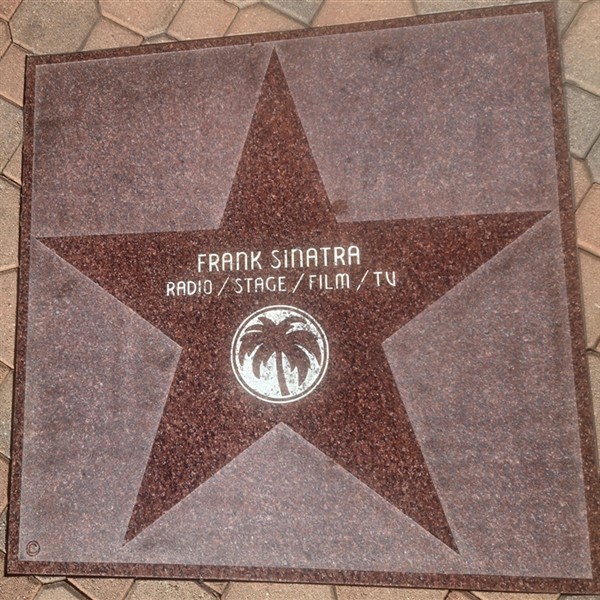 FRANK SINATRA
RADIO / STAGE / FILM / TV
©